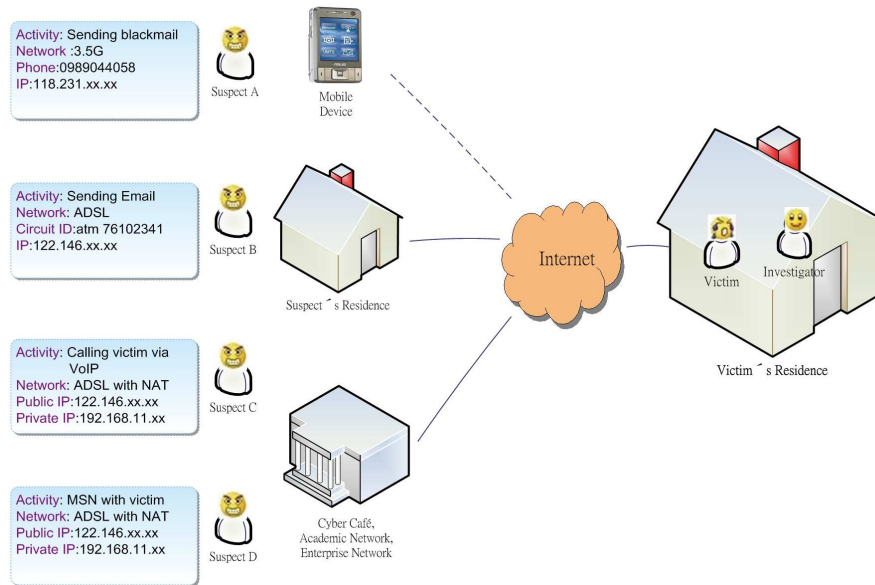 Activity: Sending blackmail
Network :3.5G
Phone:0989044058
IP:118.231.xx.xx
Suspect A
Mobile
Device
Activity: Sending Email
Network: ADSL
Circuit ID:atm 76102341
IP:122.146.xx.xx
Suspect B
Suspect ´s Residence
Internet
Victim
Investigator
Victim ´s Residence
Activity: Calling victim via
VoIP
Network: ADSL with NAT
Public IP:122.146.xx.xx
Private IP:192.168.11.xx
Suspect C
Activity: MSN with victim
Network: ADSL with NAT
Public IP:122.146.xx.xx
Private IP:192.168.11.xx
Suspect D
Cyber Café,
Academic Network,
Enterprise Network